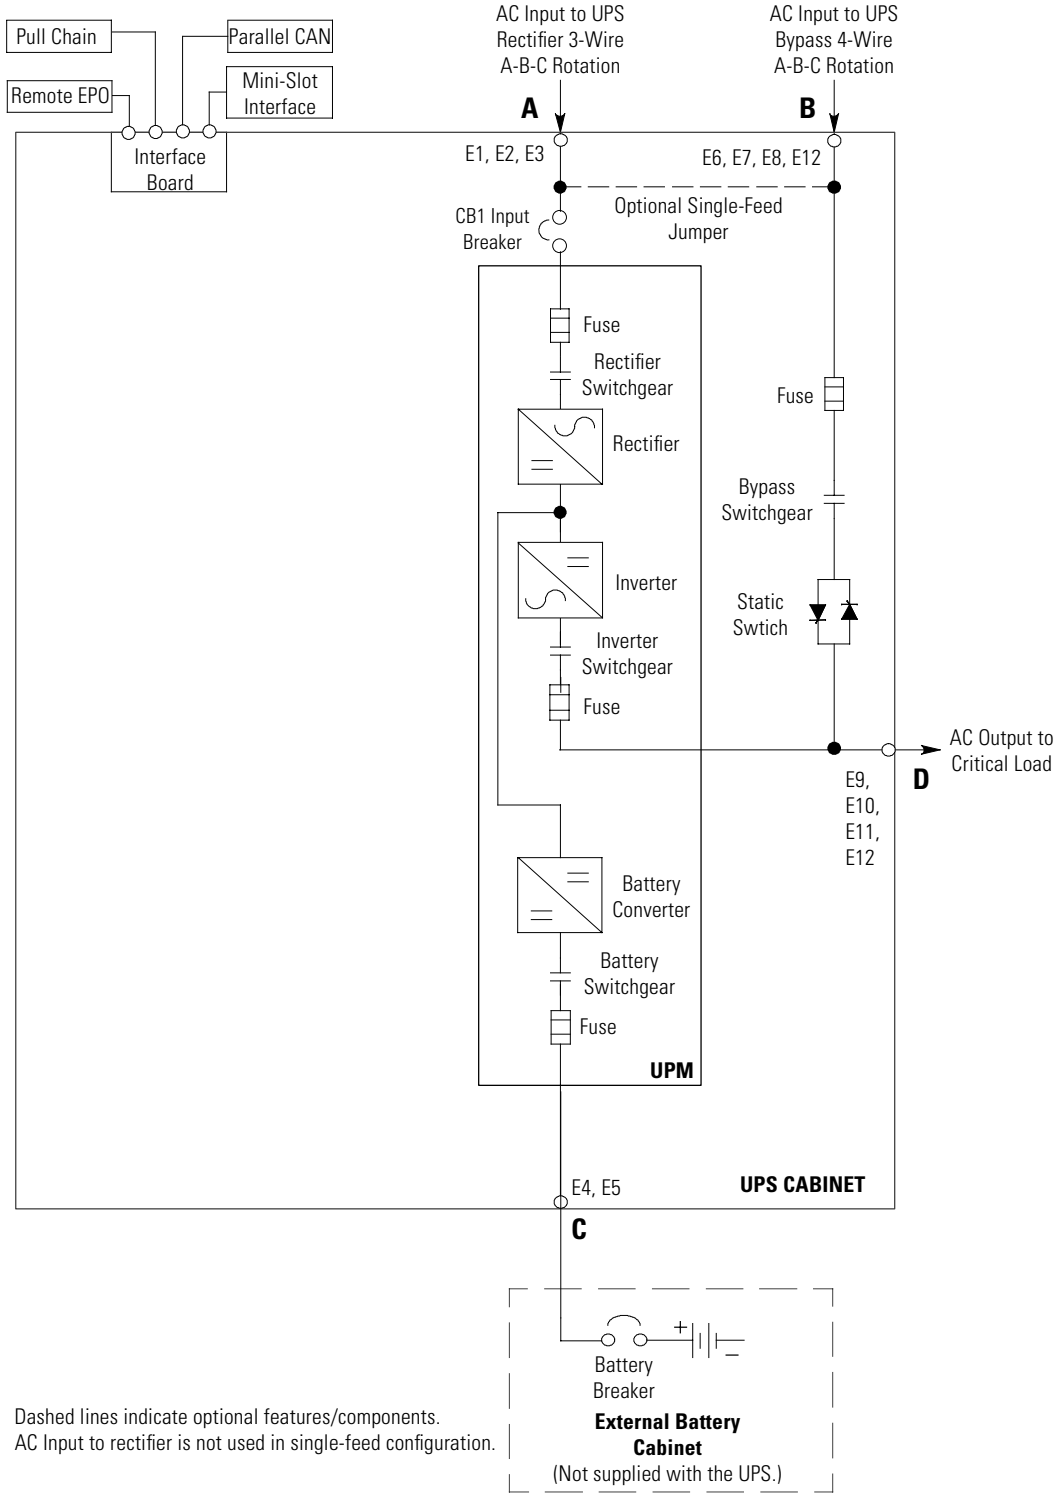 Pull Chain
Parallel CAN
Remote EPO
Mini-Slot
Interface
Interface
Board
AC Input to UPS
Rectifier 3-Wire
A-B-C Rotation
AC Input to UPS
Bypass 4-Wire
A-B-C Rotation
A
B
E1, E2, E3
E6, E7, E8, E12
Optional Single-Feed
Jumper
CB1 Input
Breaker
Fuse
Rectifier
Switchgear
Rectifier
Fuse
Bypass
Switchgear
Inverter
Static
Swtich
Inverter
Switchgear
Fuse
AC Output to
Critical Load
D
E9,
E10,
E11,
E12
Battery
Converter
Battery
Switchgear
Fuse
UPM
E4, E5
UPS CABINET
C
+
–
Battery
Breaker
External Battery
Cabinet
(Not supplied with the UPS.)
Dashed lines indicate optional features/components.
AC Input to rectifier is not used in single-feed configuration.